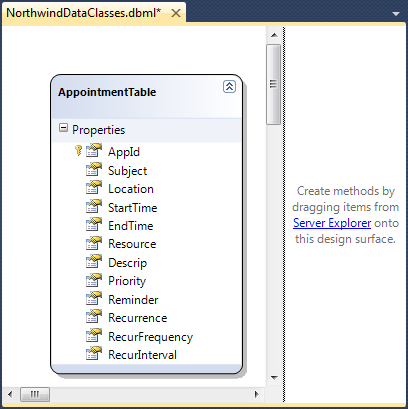 NorthwindDataClasses.dbml*
AppointmentTable
Properties
AppId
Subject
Location
StartTime
EndTime
Resource
Descrip
Priority
Reminder
Recurrence
RecurFrequency
RecurInterval
Create methods by
dragging items from
Server Explorer onto
this design surface.